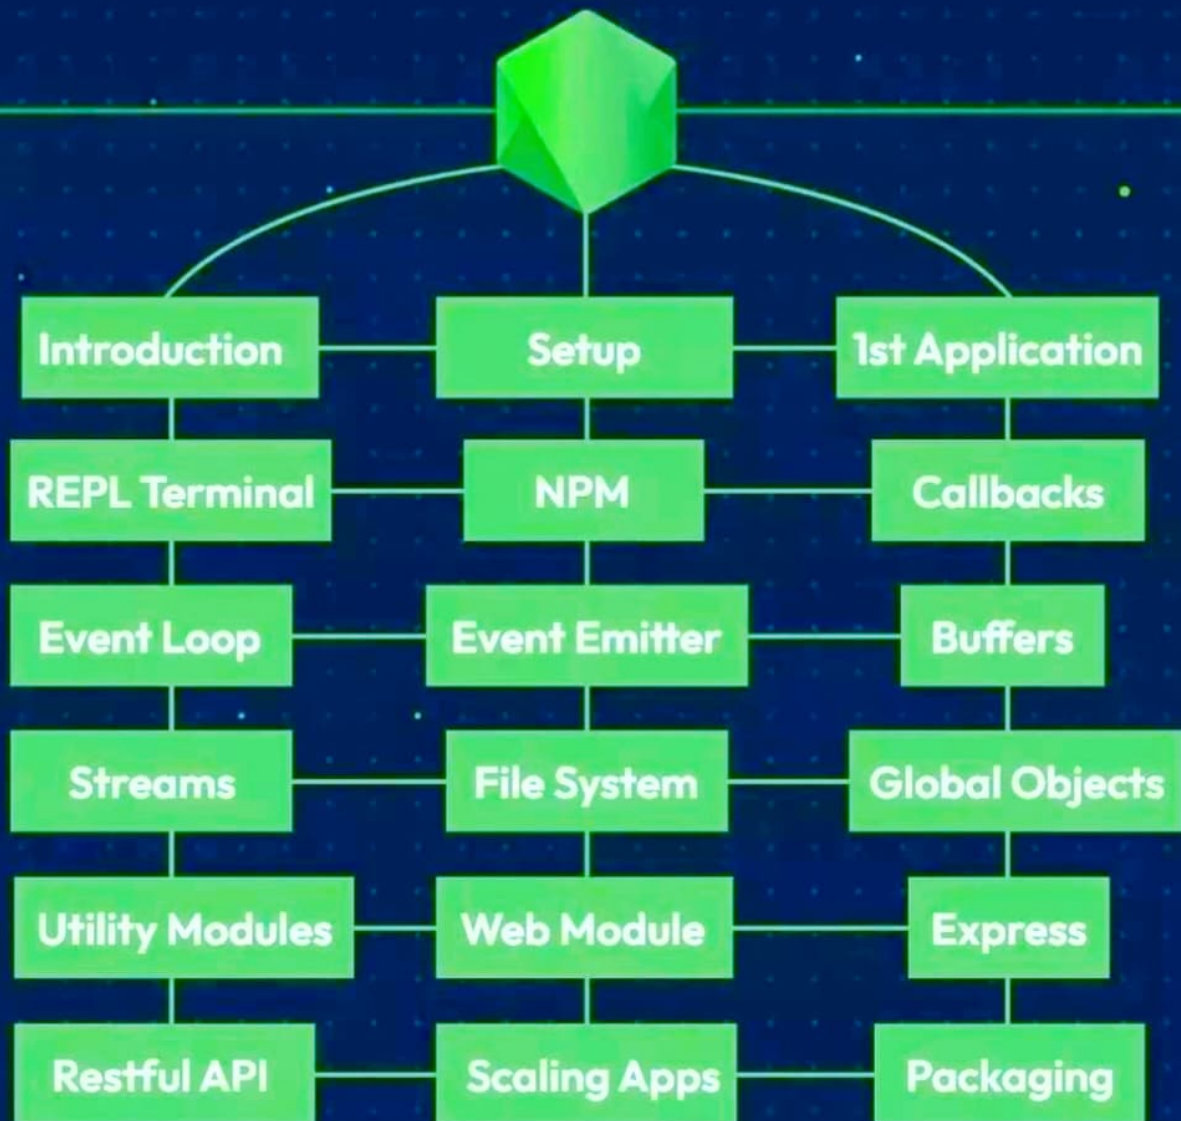 Introduction
Setup
1st Application
REPL Terminal
NPM
Callbacks
Event Loop
Event Emitter
Buffers
Streams
File System
Global Objects
Utility Modules
Web Module
Express
Restful API
Scaling Apps
Packaging